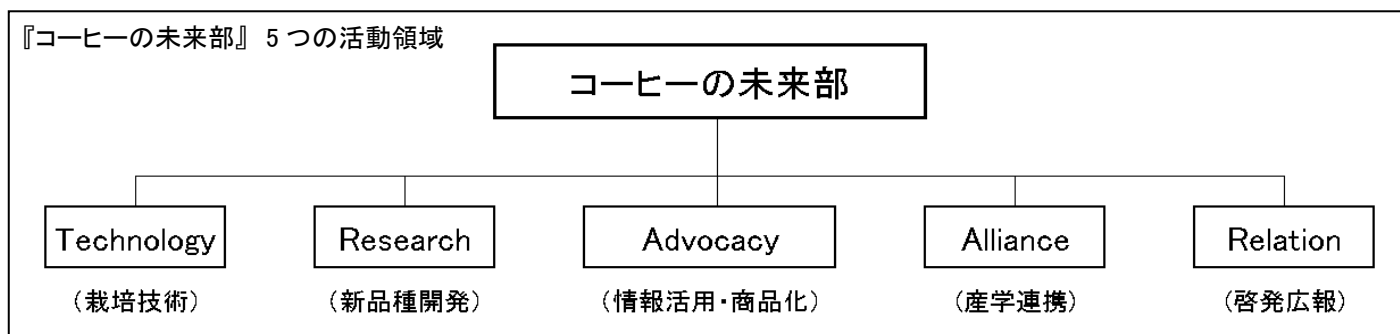 『コーヒーの未来部』 5つの活動領域
コーヒーの未来部
Technology
Research
Advocacy
Alliance
Relation
（栽培技術）
（新品種開発）
（情報活用・商品化）
（産学連携）
（啓発広報）